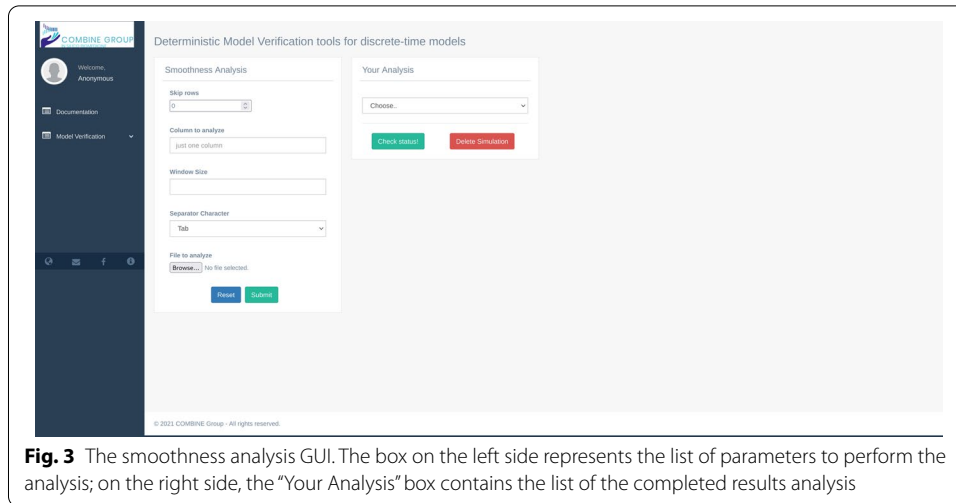 COMBINE GROUP
Welcome,
Anonymous
Documentation
Model Verification
Deterministic Model Verification tools for discrete-time models
Smoothness Analysis
Skip rows
0
Column to analyze
just one column
Window Size
Separator Character
Tab
File to analyze
Browse... No file selected.
Reset Submit
Your Analysis
Choose..
Check status! Delete Simulation
© 2021 COMBINE Group - All rights reserved.
Fig. 3 The smoothness analysis GUI. The box on the left side represents the list of parameters to perform the
analysis; on the right side, the “Your Analysis” box contains the list of the completed results analysis